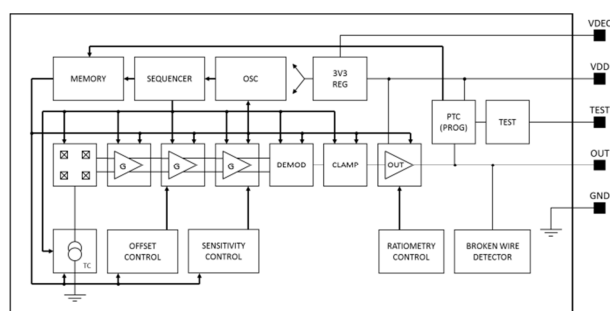 VDEC
MEMORY
SEQUENCER
OSC
3V3
REG
VDD
PTC
(PROG)
TEST
TEST
G
G
G
DEMOD
CLAMP
OUT
OUT
GND
TC
OFFSET
CONTROL
SENSITIVITY
CONTROL
RATIOMETRY
CONTROL
BROKEN WIRE
DETECTOR